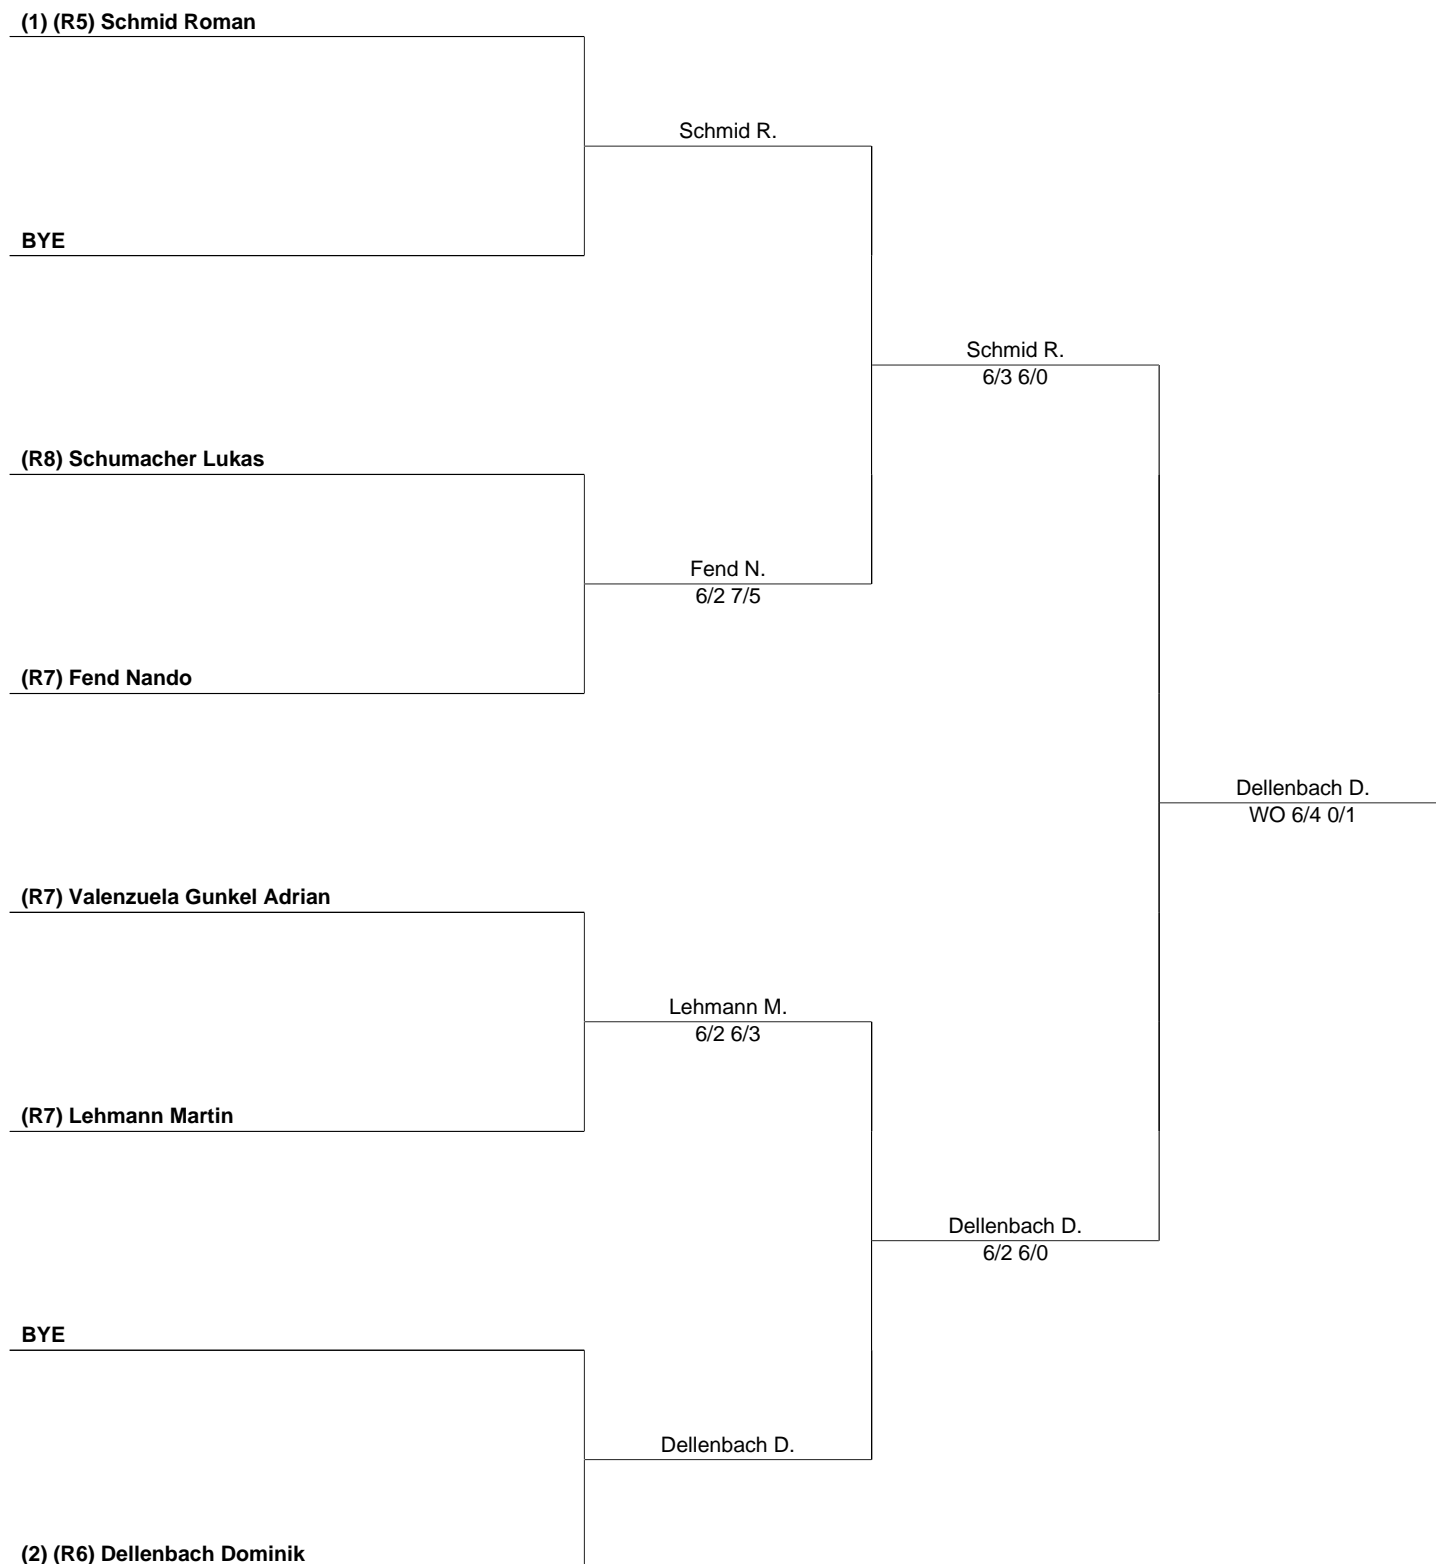 (1) (R5) Schmid Roman
Schmid R.
BYE
Schmid R.
6/3 6/0
(R8) Schumacher Lukas
Fend N.
6/2 7/5
(R7) Fend Nando
Dellenbach D.
WO 6/4 0/1
(R7) Valenzuela Gunkel Adrian
Lehmann M.
6/2 6/3
(R7) Lehmann Martin
Dellenbach D.
6/2 6/0
BYE
Dellenbach D.
(2) (R6) Dellenbach Dominik